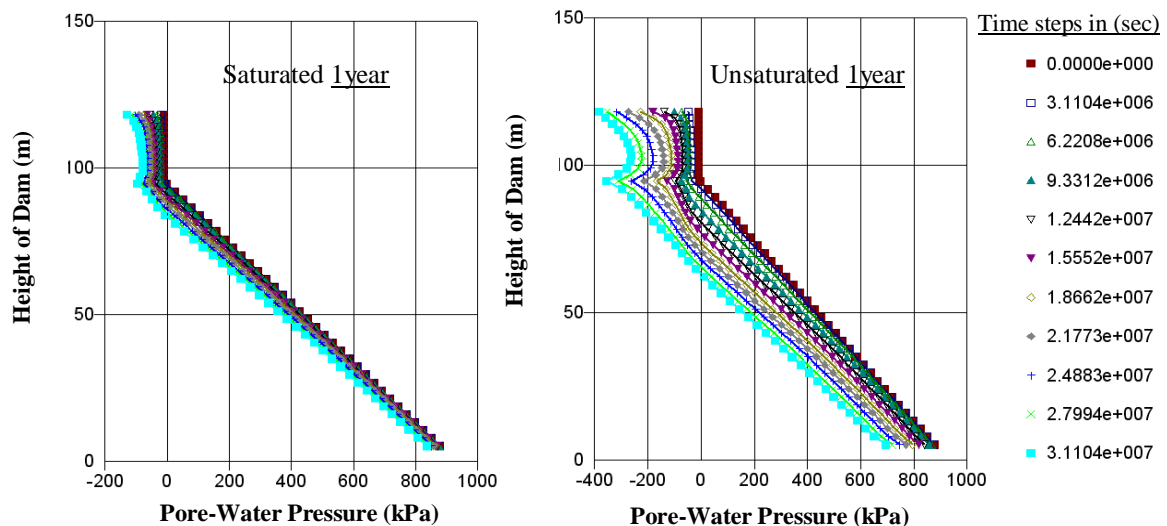 Saturated 1year
Height of Dam (m)
150
100
50
0
-200
0
200
400
600
800
1000
Pore-Water Pressure (kPa)
Unsaturated 1year
Height of Dam (m)
150
100
50
0
-400
-200
0
200
400
600
800
1000
Pore-Water Pressure (kPa)
Time steps in (sec)
0.0000e+000
3.1104e+006
6.2208e+006
9.3312e+006
1.2442e+007
1.5552e+007
1.8662e+007
2.1773e+007
2.4883e+007
2.7994e+007
3.1104e+007